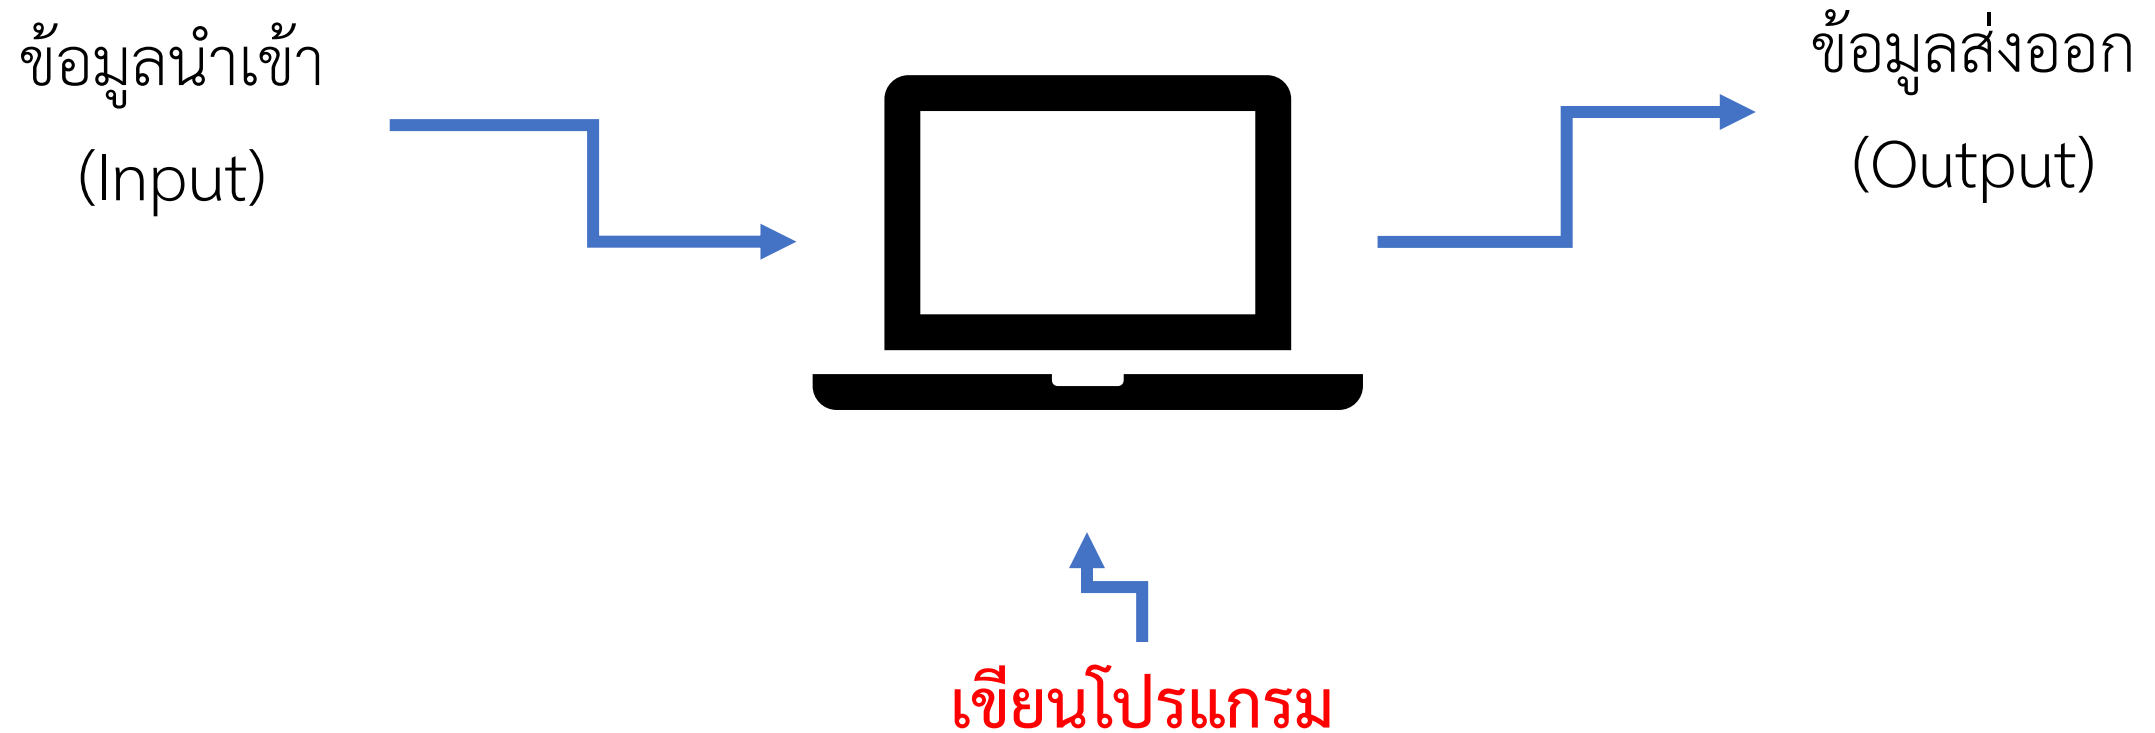 ข้อมูลนำเข้า
(Input)
ข้อมูลส่งออก
(Output)
เขียนโปรแกรม